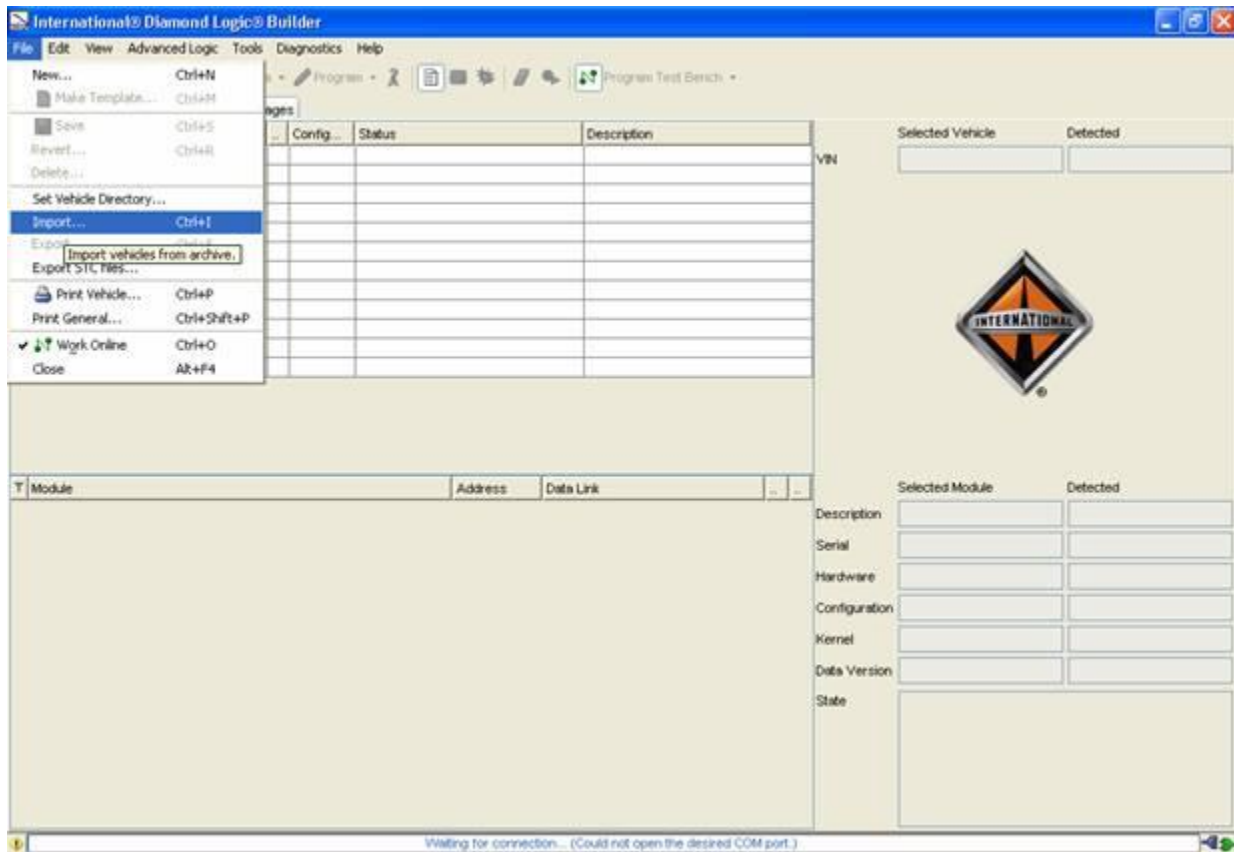 International® Diamond Logic® Builder
File Edit View Advanced Logic Tools Diagnostics Help
New... Ctrl+N
Program Program Test Bench
Make Template... Ctrl+M
ages
Save Ctrl+S
.. Config... Status Description
Selected Vehicle Detected
Revert... Ctrl+R
VIN
Delete...
Set Vehicle Directory...
Import... Ctrl+I
Export
Import vehicles from archive.
Export STC files...
Print Vehicle... Ctrl+P
Print General... Ctrl+Shift+P
Work Online Ctrl+O
Close Alt+F4
INTERNATIONAL
®
T Module Address Data Link .. ..
Selected Module Detected
Description
Serial
Hardware
Configuration
Kernel
Data Version
State
Waiting for connection... (Could not open the desired COM port.)